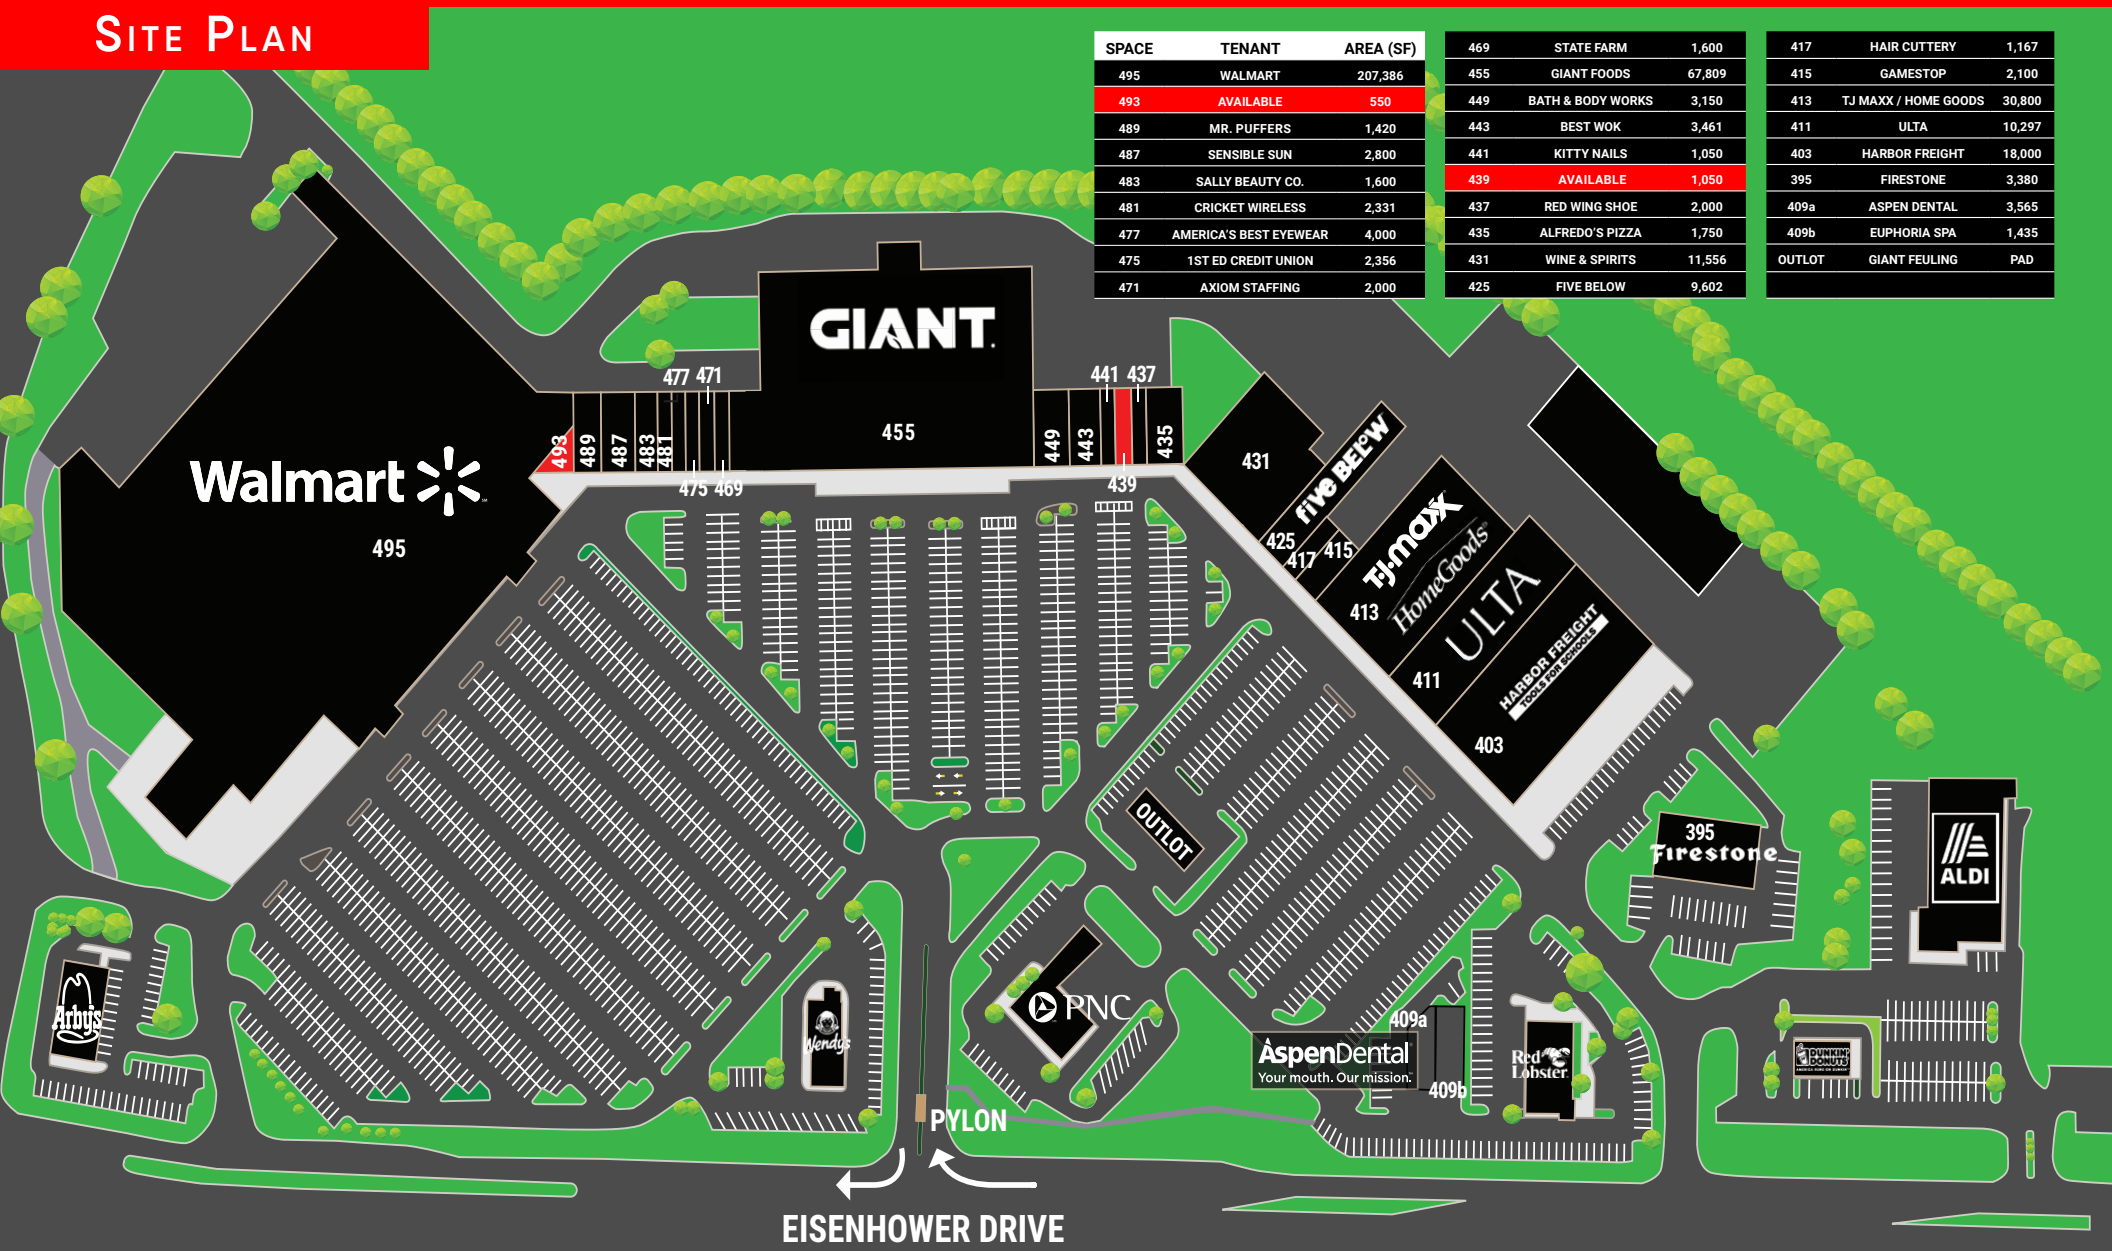 SITE PLAN
SPACE TENANT AREA (SF)
495 WALMART 207,386
493 AVAILABLE 550
489 MR. PUFFERS 1,420
487 SENSIBLE SUN 2,800
483 SALLY BEAUTY CO. 1,600
481 CRICKET WIRELESS 2,331
477 AMERICA'S BEST EYEWEAR 4,000
475 1ST ED CREDIT UNION 2,356
471 AXIOM STAFFING 2,000
469 STATE FARM 1,600
455 GIANT FOODS 67,809
449 BATH & BODY WORKS 3,150
443 BEST WOK 3,461
441 KITTY NAILS 1,050
439 AVAILABLE 1,050
437 RED WING SHOE 2,000
435 ALFREDO'S PIZZA 1,750
431 WINE & SPIRITS 11,556
425 FIVE BELOW 9,602
417 HAIR CUTTERY 1,167
415 GAMESTOP 2,100
413 TJ MAXX / HOME GOODS 30,800
411 ULTA 10,297
403 HARBOR FREIGHT 18,000
395 FIRESTONE 3,380
409a ASPEN DENTAL 3,565
409b EUPHORIA SPA 1,435
OUTLOT GIANT FEULING PAD
GIANT.
455
477 471
493
489
487
483
481
475 469
441 437
449
443
435
439
Walmart
495
431
five BEL°W
425
417
415
T·J·maxx
HomeGoods
413
ULTA
411
HARBOR FREIGHT
TOOLS FOR SCHOOLS
403
OUTLOT
395
Firestone
ALDI
Arby's
Wendy's
PNC
409a
AspenDental
Your mouth. Our mission.
409b
Red
Lobster
DUNKIN'
DONUTS
AMERICA RUNS ON DUNKIN'
PYLON
EISENHOWER DRIVE